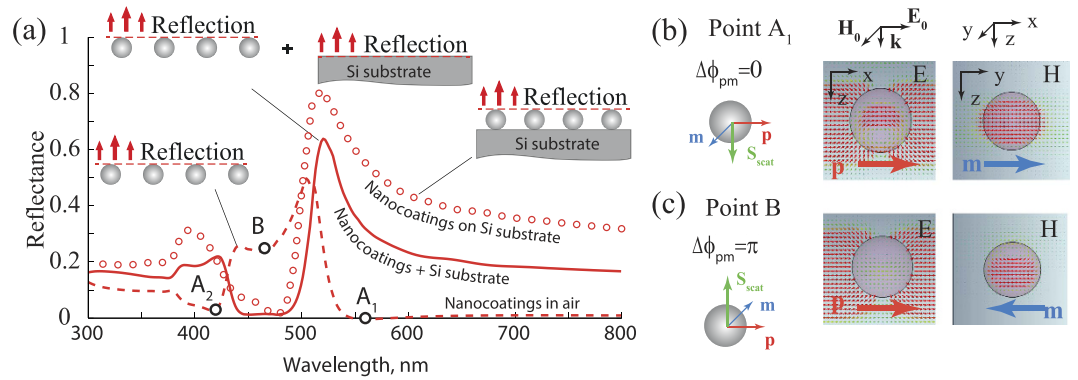 (a)
Reflection
+
Reflection
Si substrate
Reflection
Si substrate
Reflection
B
A2
A1
Nanocoatings on Si substrate
Nanocoatings + Si substrate
Nanocoatings in air
Reflectance
1
0.8
0.6
0.4
0.2
0
300
400
500
600
700
800
Wavelength, nm
(b)
Point A1
Δϕpm=0
m
p
Sscat
H0
E0
k
x
y
z
E
x
z
p
H
y
z
m
(c)
Point B
Δϕpm=π
Sscat
m
p
E
p
H
m